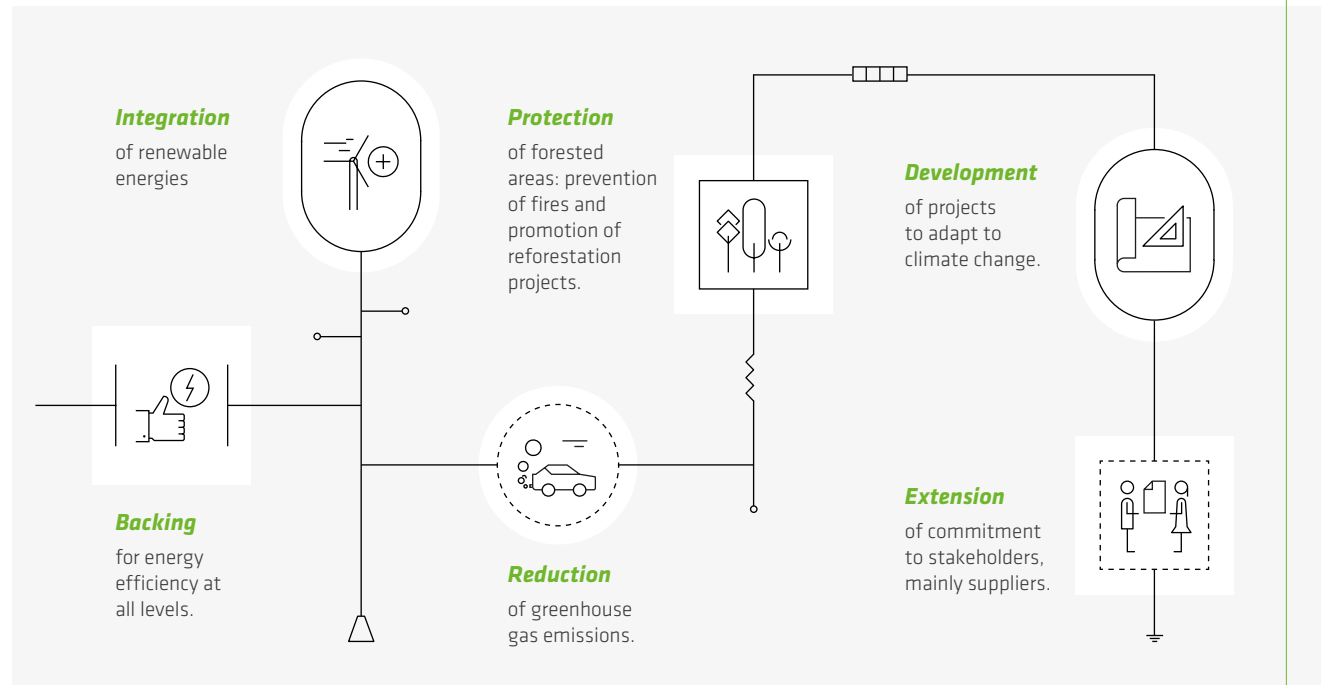 Integration
of renewable
energies
Backing
for energy
efficiency at
all levels.
Protection
of forested
areas: prevention
of fires and
promotion of
reforestation
projects.
Reduction
of greenhouse
gas emissions.
Development
of projects
to adapt to
climate change.
Extension
of commitment
to stakeholders,
mainly suppliers.